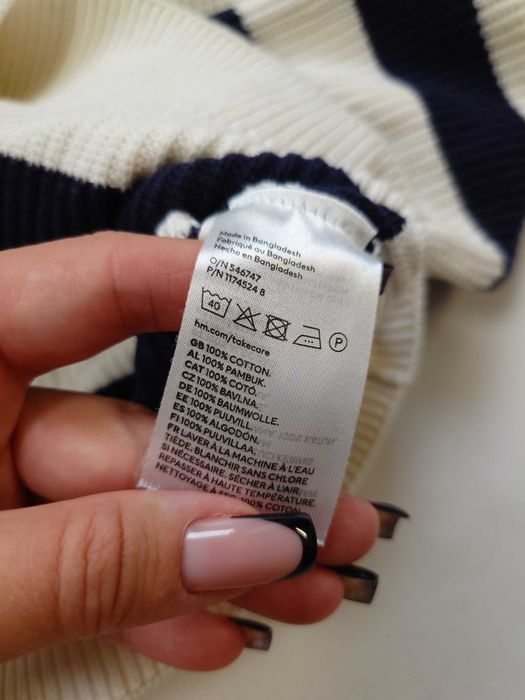 Made in Bangladesh
Fabriqué au Bangladesh
Hecho en Bangladesh
O/N 546747
P/N 1174524 8
40
P
hm.com/takecare
GB 100% COTTON.
AL 100% PAMBUK.
CAT 100% COTÓ.
CZ 100% BAVLNA.
DE 100% BAUMWOLLE.
EE 100% PUUVILL.
ES 100% ALGODÓN.
FI 100% PUUVILLAA.
FR LAVER À LA MACHINE À L'EAU
TIÈDE. BLANCHIR SANS CHLORE
SI NÉCESSAIRE. SÉCHER À L'AIR.
REPASSER À HAUTE TEMPÉRATURE.
NETTOYAGE À SEC. 100% COTON